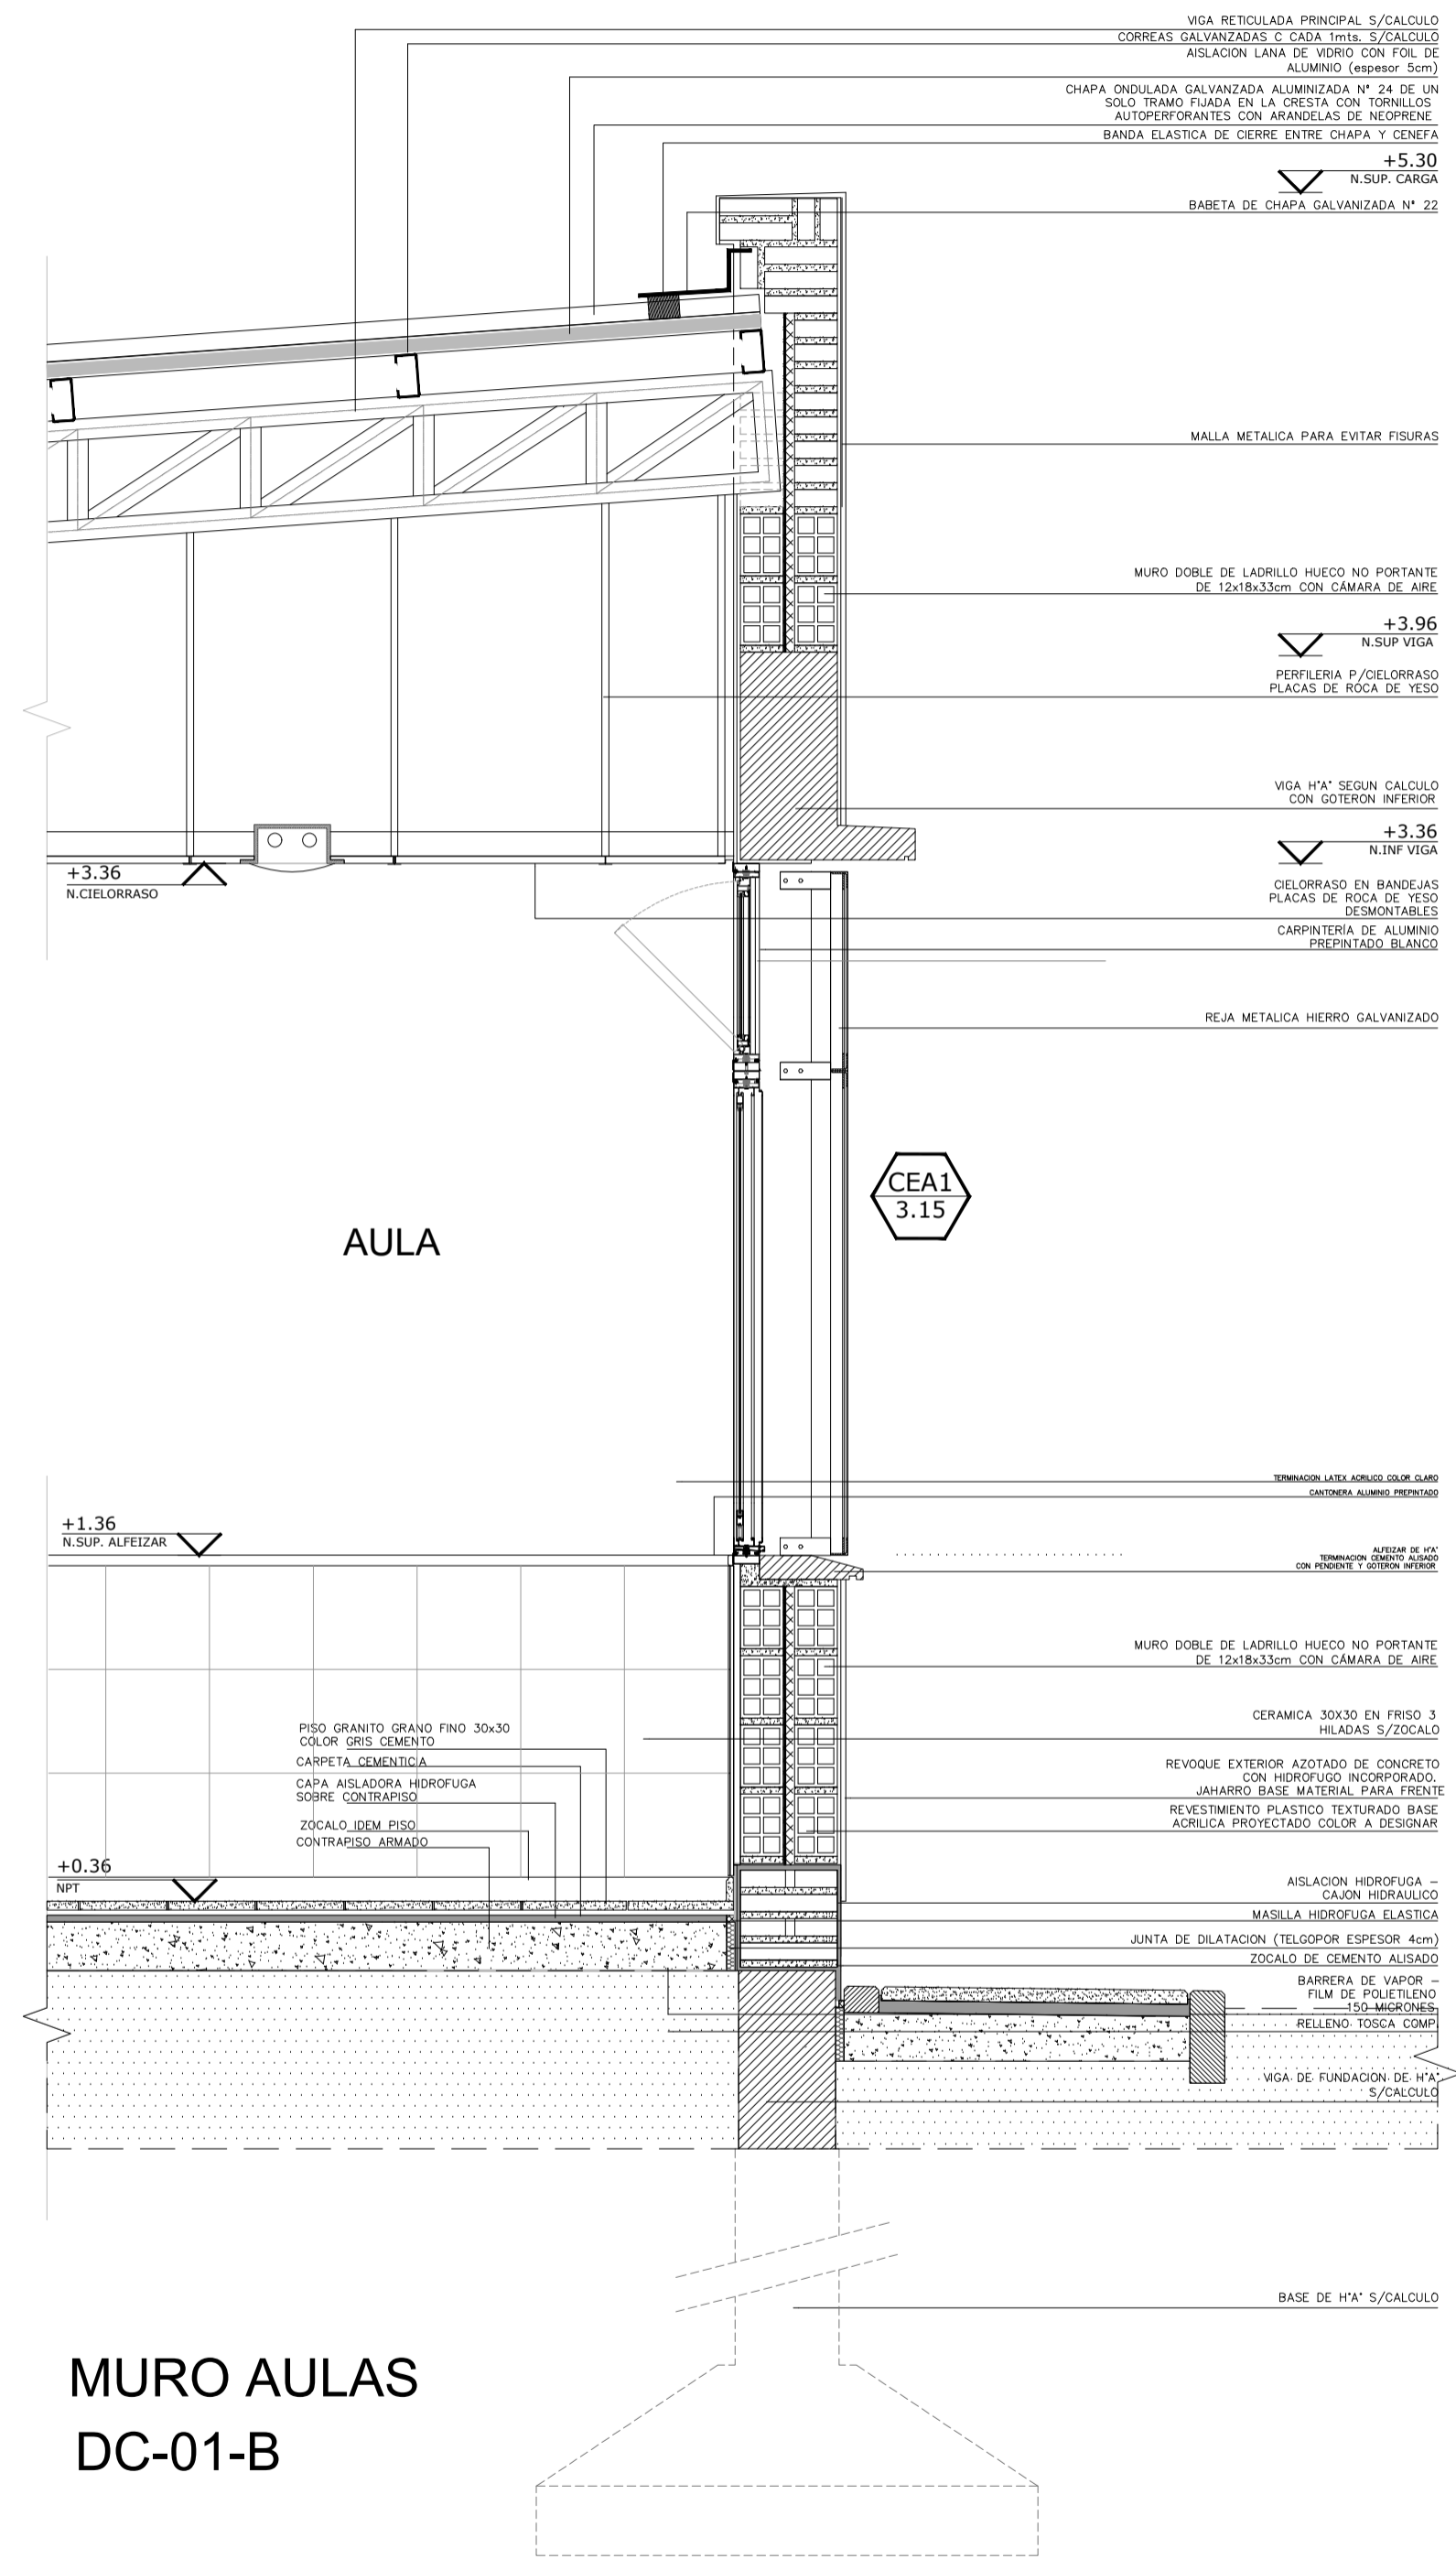 VIGA RETICULADA PRINCIPAL S/CALCULO
CORREAS GALVANZADAS C CADA 1mts. S/CALCULO
AISLACION LANA DE VIDRIO CON FOIL DE
ALUMINIO (espesor 5cm)
CHAPA ONDULADA GALVANZADA ALUMINIZADA N° 24 DE UN
SOLO TRAMO FIJADA EN LA CRESTA CON TORNILLOS
AUTOPERFORANTES CON ARANDELAS DE NEOPRENE
BANDA ELASTICA DE CIERRE ENTRE CHAPA Y CENEFA
+5.30
N.SUP. CARGA
BABETA DE CHAPA GALVANIZADA N° 22
MALLA METALICA PARA EVITAR FISURAS
MURO DOBLE DE LADRILLO HUECO NO PORTANTE
DE 12x18x33cm CON CÁMARA DE AIRE
+3.96
N.SUP VIGA
PERFILERIA P/CIELORRASO
PLACAS DE ROCA DE YESO
VIGA H°A° SEGUN CALCULO
CON GOTERON INFERIOR
+3.36
N.INF VIGA
+3.36
N.CIELORRASO
CIELORRASO EN BANDEJAS
PLACAS DE ROCA DE YESO
DESMONTABLES
CARPINTERÍA DE ALUMINIO
PREPINTADO BLANCO
REJA METALICA HIERRO GALVANIZADO
CEA1
3.15
AULA
TERMINACION LATEX ACRILICO COLOR CLARO
CANTONERA ALUMINIO PREPINTADO
+1.36
N.SUP. ALFEIZAR
ALFEIZAR DE H°A°
TERMINACION CEMENTO ALISADO
CON PENDIENTE Y GOTERON INFERIOR
MURO DOBLE DE LADRILLO HUECO NO PORTANTE
DE 12x18x33cm CON CÁMARA DE AIRE
CERAMICA 30X30 EN FRISO 3
HILADAS S/ZOCALO
PISO GRANITO GRANO FINO 30x30
COLOR GRIS CEMENTO
CARPETA CEMENTICIA
CAPA AISLADORA HIDROFUGA
SOBRE CONTRAPISO
ZOCALO IDEM PISO
CONTRAPISO ARMADO
REVOQUE EXTERIOR AZOTADO DE CONCRETO
CON HIDROFUGO INCORPORADO.
JAHARRO BASE MATERIAL PARA FRENTE
REVESTIMIENTO PLASTICO TEXTURADO BASE
ACRILICA PROYECTADO COLOR A DESIGNAR
+0.36
NPT
AISLACION HIDROFUGA –
CAJON HIDRAULICO
MASILLA HIDROFUGA ELASTICA
JUNTA DE DILATACION (TELGOPOR ESPESOR 4cm)
ZOCALO DE CEMENTO ALISADO
BARRERA DE VAPOR –
FILM DE POLIETILENO
150 MICRONES
RELLENO TOSCA COMP.
VIGA DE FUNDACION DE H°A°
S/CALCULO
BASE DE H°A° S/CALCULO
MURO AULAS
DC-01-B